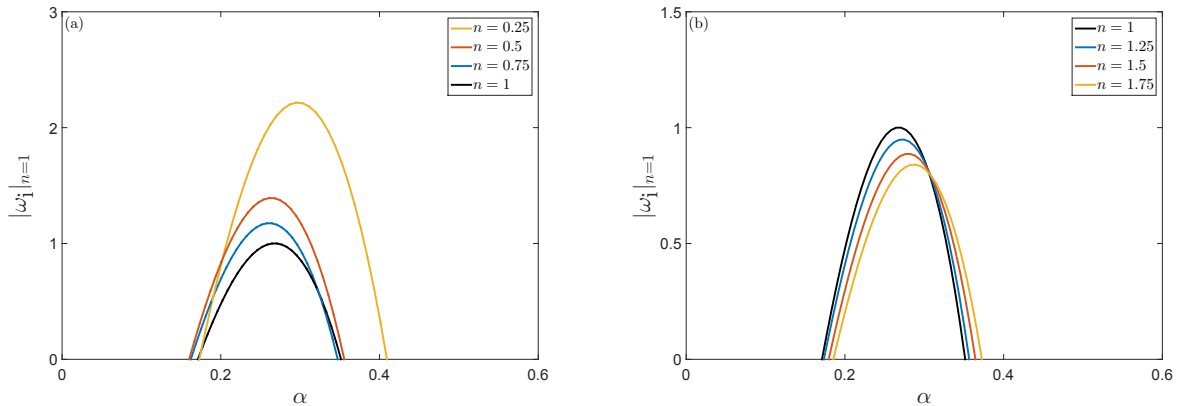 (a)
n = 0.25
n = 0.5
n = 0.75
n = 1
3
2
1
0
0
0.2
0.4
0.6
α
|ω_i|_{n=1}
(b)
n = 1
n = 1.25
n = 1.5
n = 1.75
1.5
1
0.5
0
0
0.2
0.4
0.6
α
|ω_i|_{n=1}